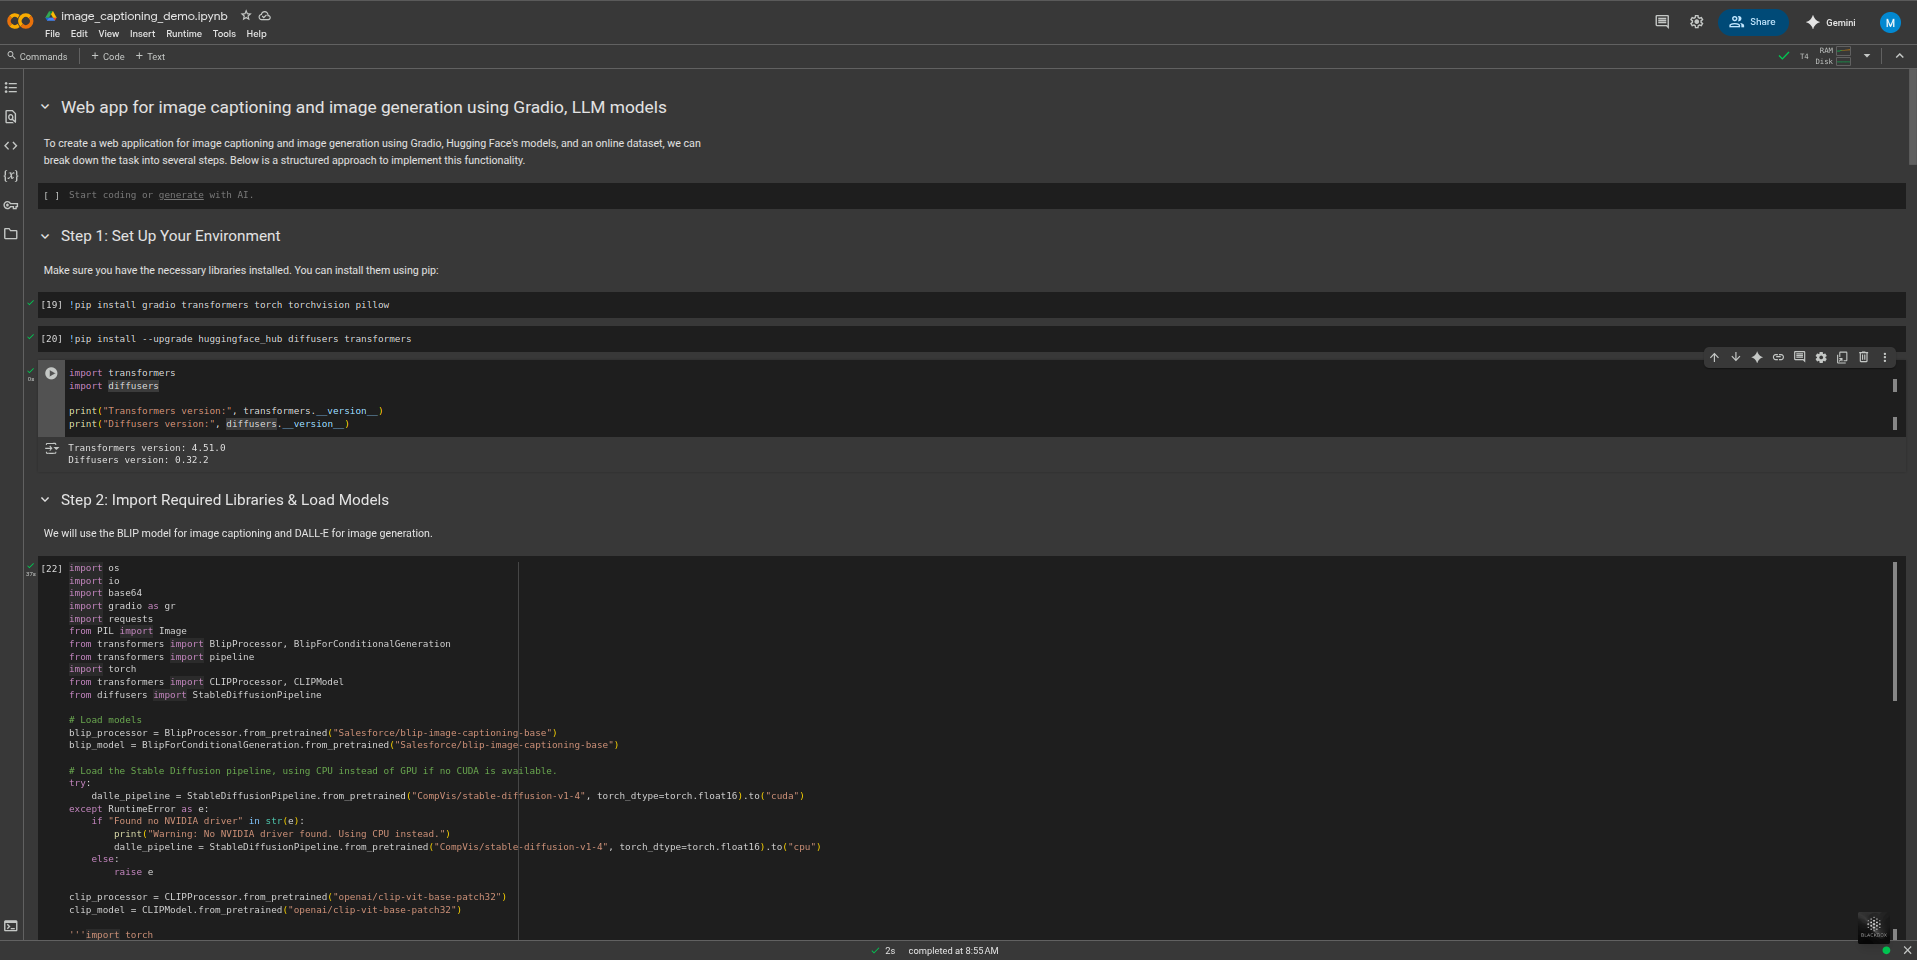 image_captioning_demo.ipynb
File Edit View Insert Runtime Tools Help
Share
Gemini
M
Commands
+ Code + Text
T4
RAM
Disk
Web app for image captioning and image generation using Gradio, LLM models
To create a web application for image captioning and image generation using Gradio, Hugging Face's models, and an online dataset, we can
break down the task into several steps. Below is a structured approach to implement this functionality.
[ ] Start coding or generate with AI.
Step 1: Set Up Your Environment
Make sure you have the necessary libraries installed. You can install them using pip:
[19] !pip install gradio transformers torch torchvision pillow
[20] !pip install --upgrade huggingface_hub diffusers transformers
0s
import transformers
import diffusers
print("Transformers version:", transformers.__version__)
print("Diffusers version:", diffusers.__version__)
Transformers version: 4.51.0
Diffusers version: 0.32.2
Step 2: Import Required Libraries & Load Models
We will use the BLIP model for image captioning and DALL-E for image generation.
37s
[22] import os
import io
import base64
import gradio as gr
import requests
from PIL import Image
from transformers import BlipProcessor, BlipForConditionalGeneration
from transformers import pipeline
import torch
from transformers import CLIPProcessor, CLIPModel
from diffusers import StableDiffusionPipeline
# Load models
blip_processor = BlipProcessor.from_pretrained("Salesforce/blip-image-captioning-base")
blip_model = BlipForConditionalGeneration.from_pretrained("Salesforce/blip-image-captioning-base")
# Load the Stable Diffusion pipeline, using CPU instead of GPU if no CUDA is available.
try:
dalle_pipeline = StableDiffusionPipeline.from_pretrained("CompVis/stable-diffusion-v1-4", torch_dtype=torch.float16).to("cuda")
except RuntimeError as e:
if "Found no NVIDIA driver" in str(e):
print("Warning: No NVIDIA driver found. Using CPU instead.")
dalle_pipeline = StableDiffusionPipeline.from_pretrained("CompVis/stable-diffusion-v1-4", torch_dtype=torch.float16).to("cpu")
else:
raise e
clip_processor = CLIPProcessor.from_pretrained("openai/clip-vit-base-patch32")
clip_model = CLIPModel.from_pretrained("openai/clip-vit-base-patch32")
'''import torch
BLACKBOX
2s completed at 8:55 AM